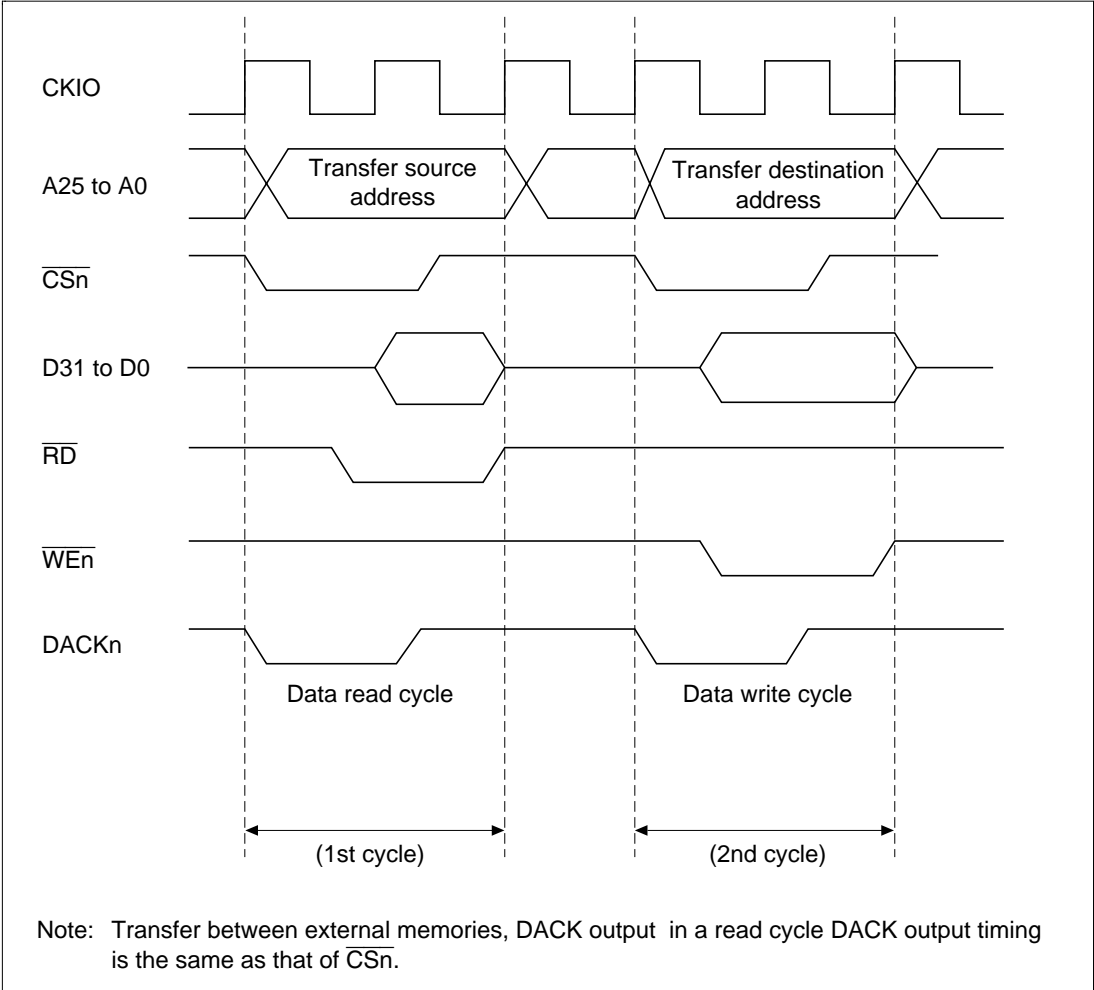 CKIO
A25 to A0
Transfer source
address
Transfer destination
address
CSn
D31 to D0
RD
WEn
DACKn
Data read cycle
Data write cycle
(1st cycle)
(2nd cycle)
Note: Transfer between external memories, DACK output in a read cycle DACK output timing
is the same as that of CSn.